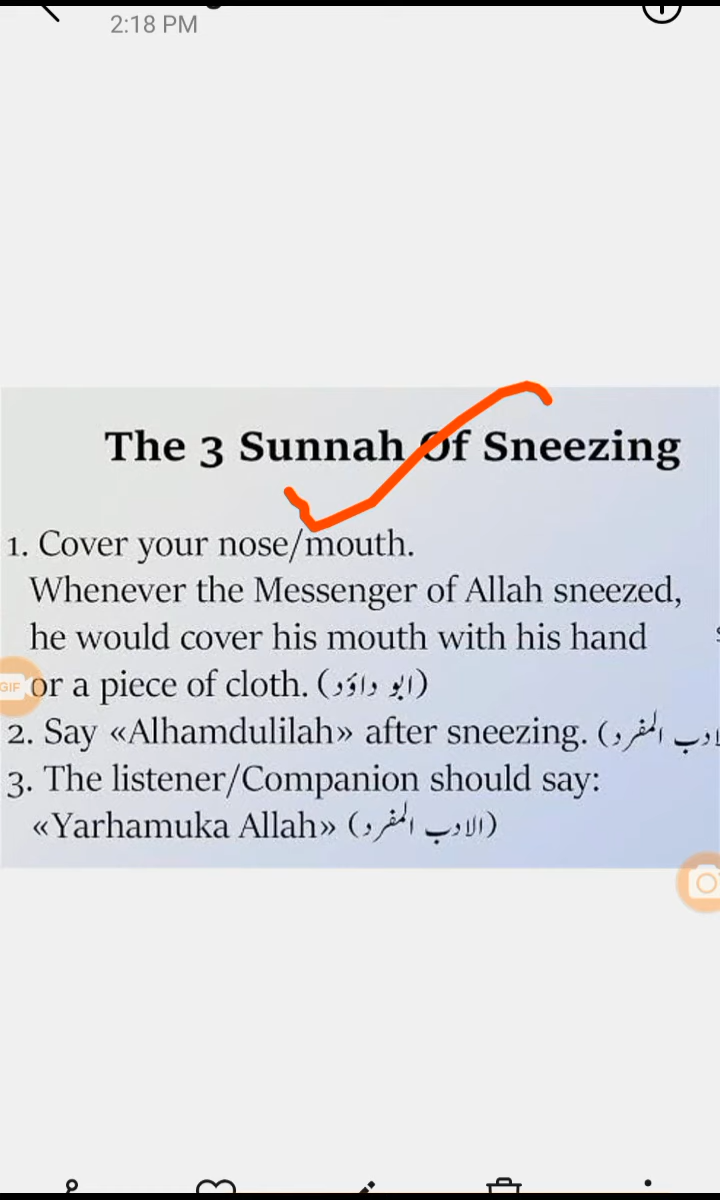 2:18 PM
The 3 Sunnah Of Sneezing
1. Cover your nose/mouth.
Whenever the Messenger of Allah sneezed,
he would cover his mouth with his hand
GIF or a piece of cloth. (ابو داؤد)
2. Say «Alhamdulilah» after sneezing. (المفرد
3. The listener/Companion should say:
«Yarhamuka Allah» (الادب المفرد)